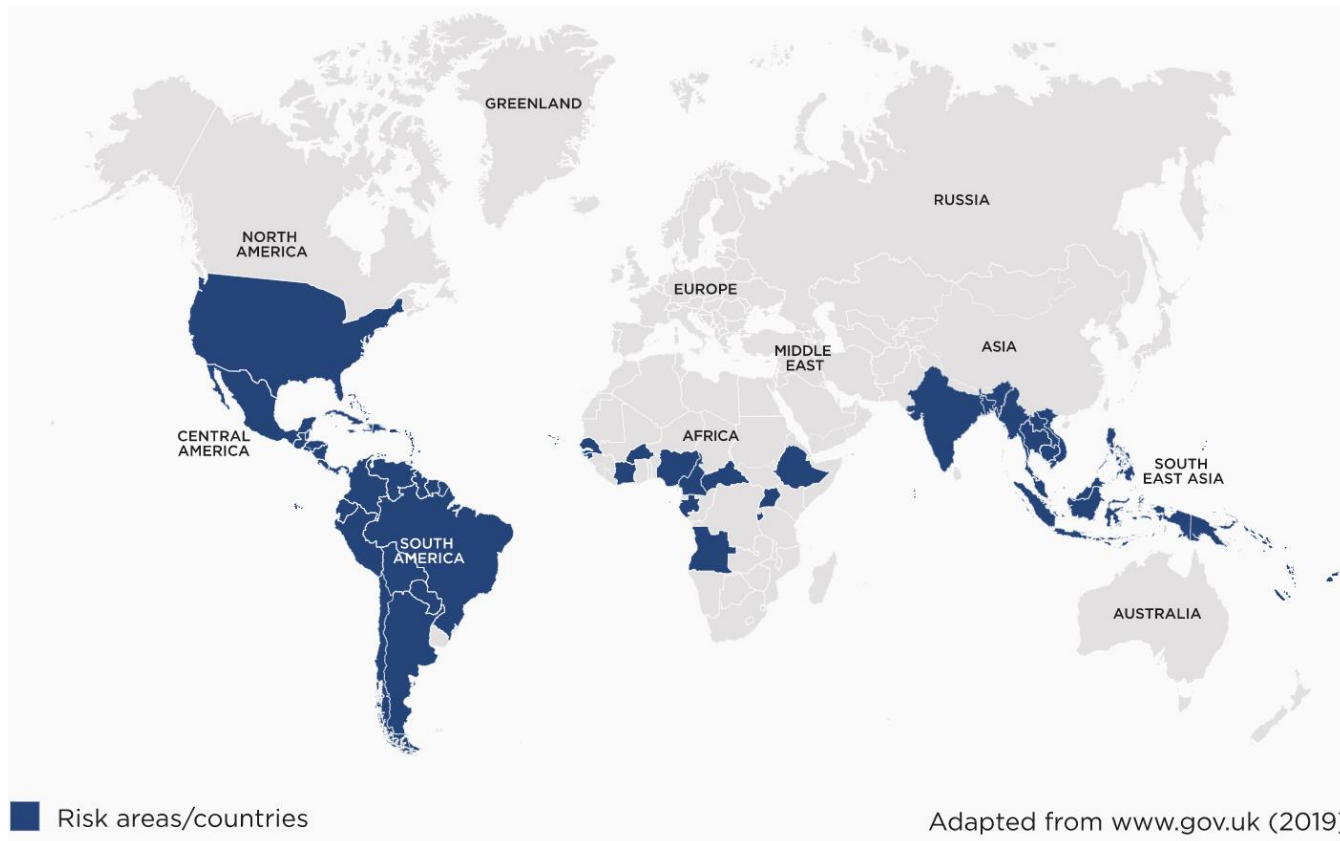 GREENLAND
RUSSIA
NORTH
AMERICA
EUROPE
MIDDLE
EAST
ASIA
CENTRAL
AMERICA
AFRICA
SOUTH
EAST ASIA
SOUTH
AMERICA
AUSTRALIA
Risk areas/countries
Adapted from www.gov.uk (2019)